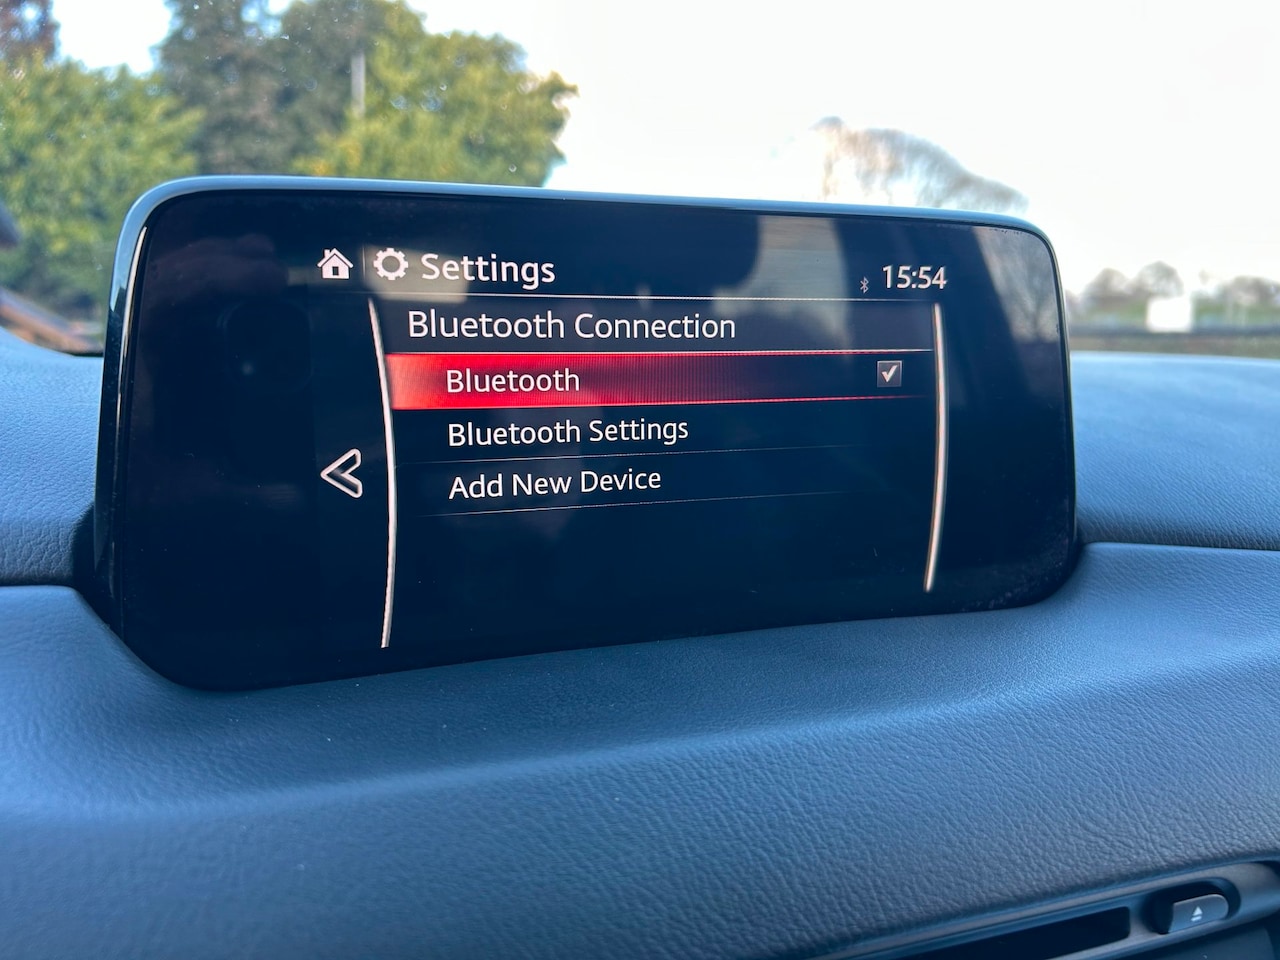 Settings
15:54
Bluetooth Connection
Bluetooth
Bluetooth Settings
Add New Device